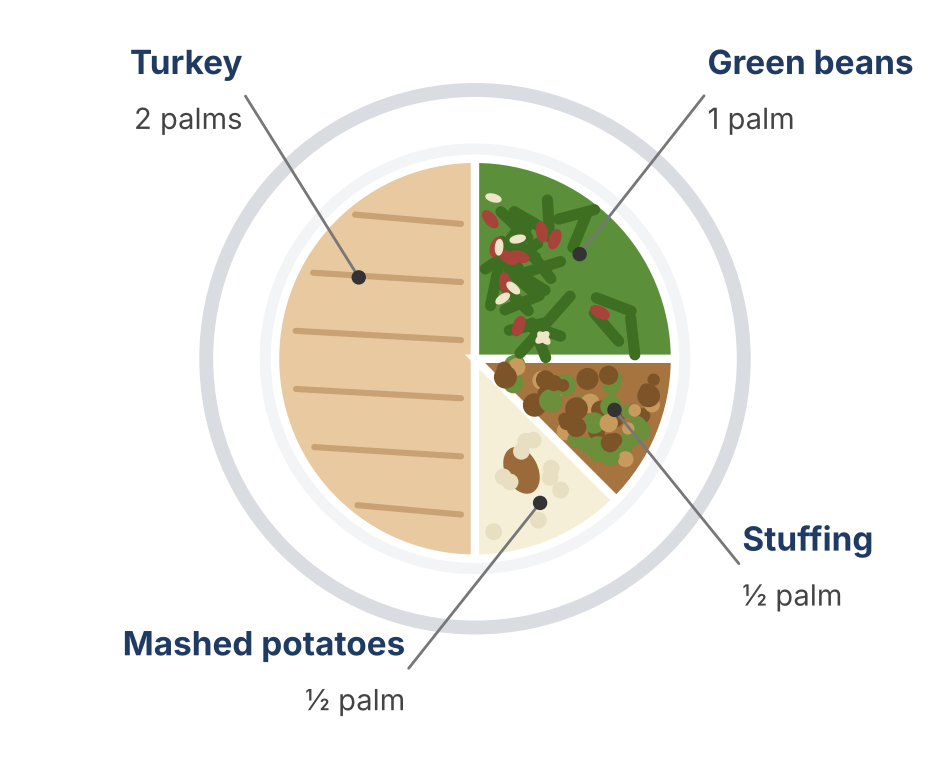 Turkey
2 palms
Green beans
1 palm
Stuffing
½ palm
Mashed potatoes
½ palm